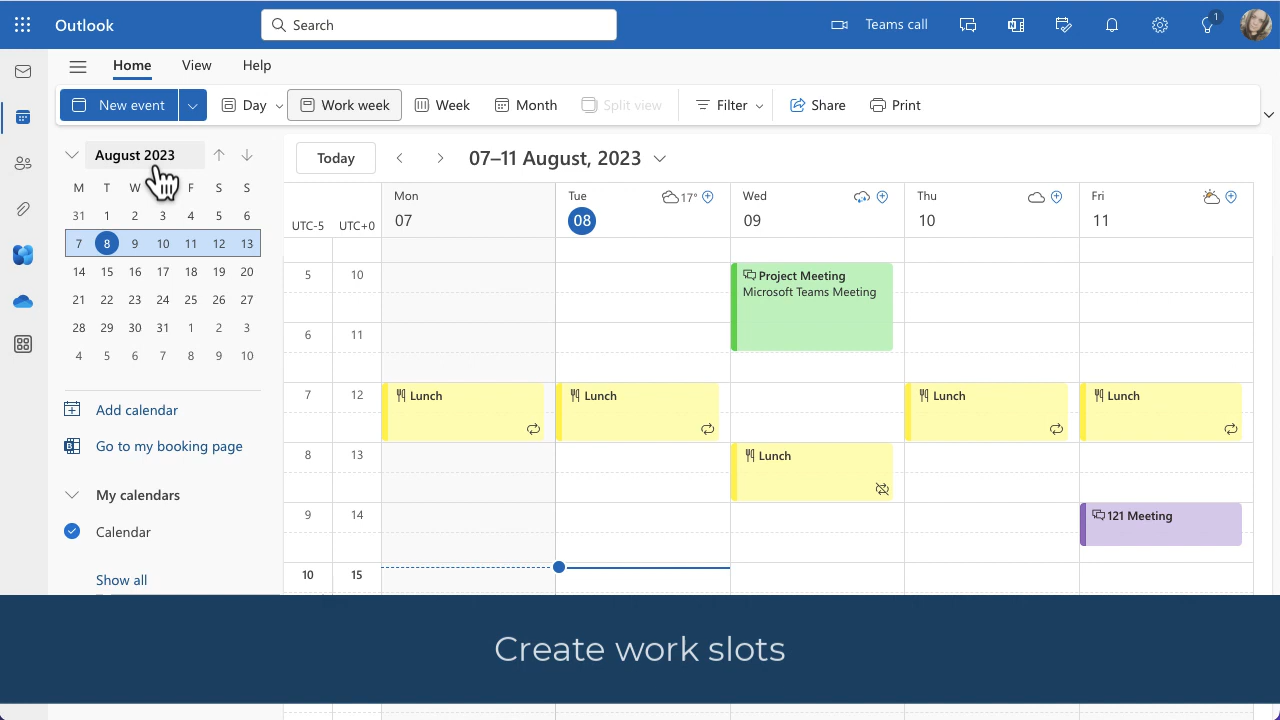 Outlook
Search
Teams call
1
Home View Help
New event Day Work week Week Month Split view Filter Share Print
August 2023
M T W F S S
31 1 2 3 4 5 6
7 8 9 10 11 12 13
14 15 16 17 18 19 20
21 22 23 24 25 26 27
28 29 30 31 1 2 3
4 5 6 7 8 9 10
Add calendar
Go to my booking page
My calendars
Calendar
Show all
Today 07–11 August, 2023
Mon Tue 17° Wed Thu Fri
UTC-5 UTC+0 07 08 09 10 11
5 10 Project Meeting
Microsoft Teams Meeting
6 11
7 12 Lunch Lunch Lunch Lunch
8 13 Lunch
9 14 121 Meeting
10 15
Create work slots